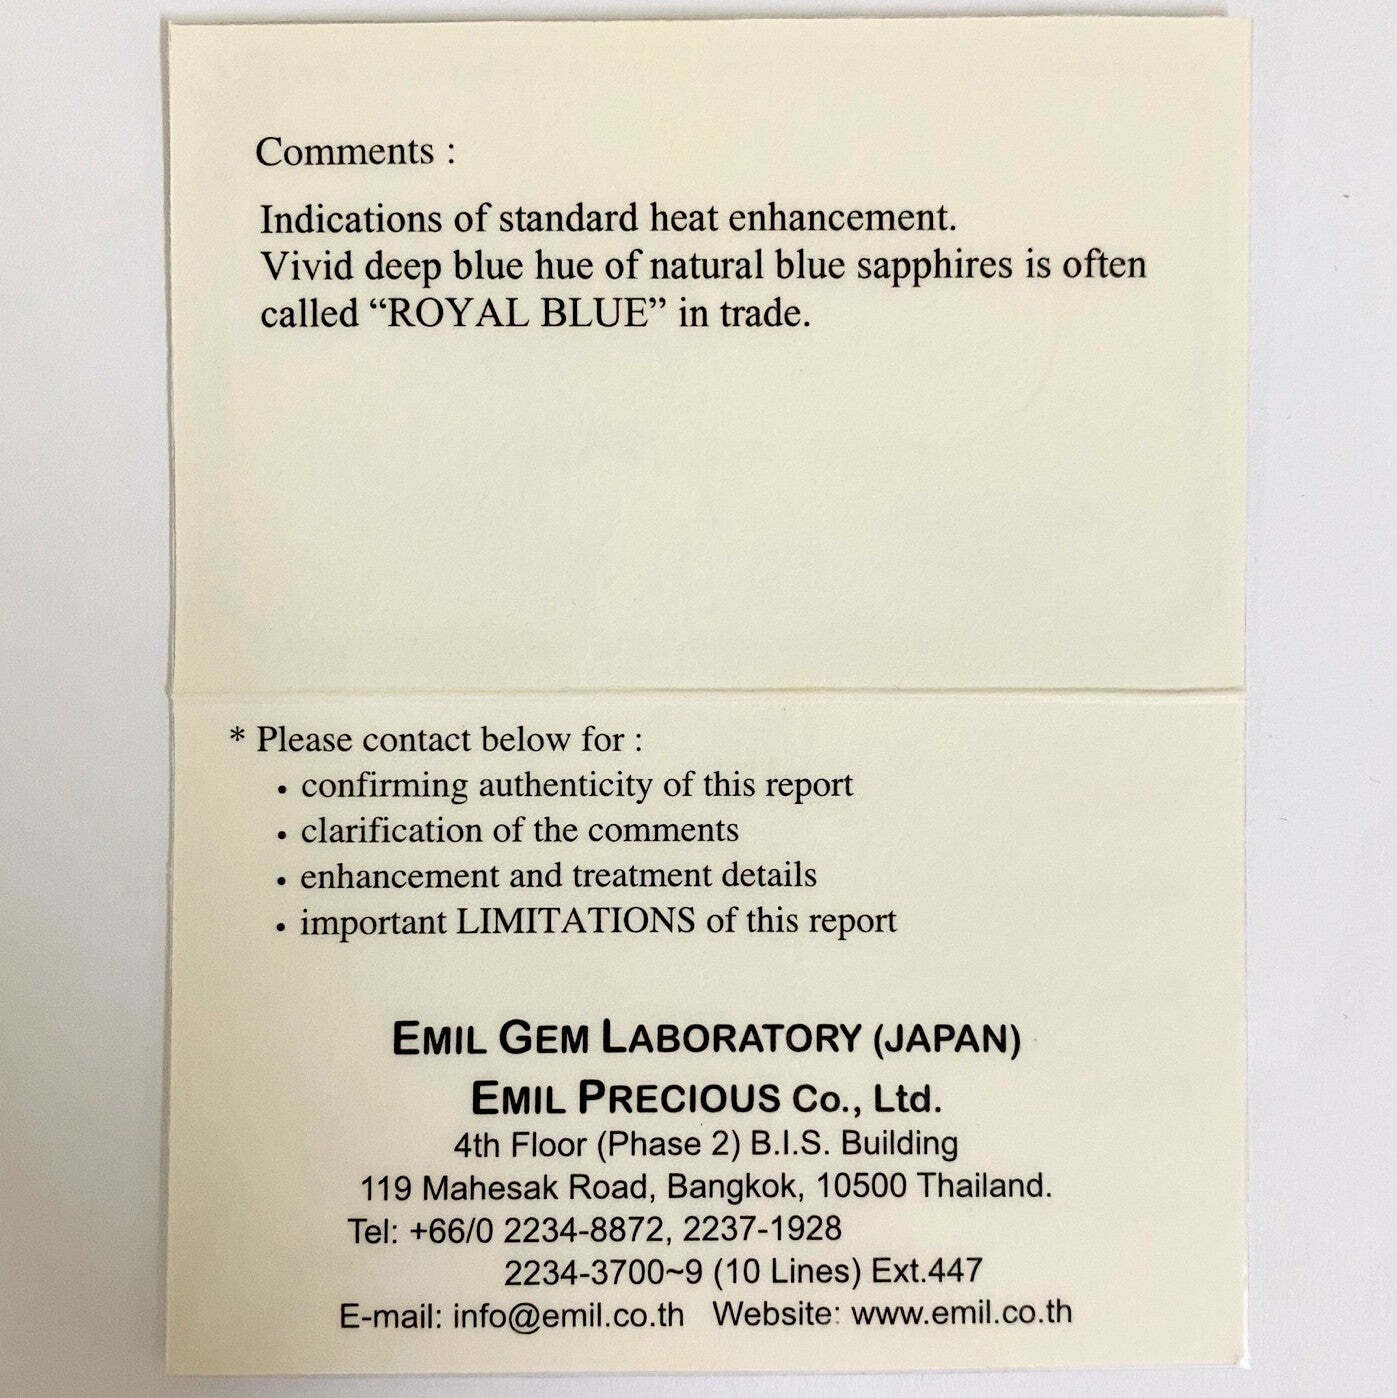 Comments :
Indications of standard heat enhancement.
Vivid deep blue hue of natural blue sapphires is often
called “ROYAL BLUE” in trade.
* Please contact below for :
• confirming authenticity of this report
• clarification of the comments
• enhancement and treatment details
• important LIMITATIONS of this report
EMIL GEM LABORATORY (JAPAN)
EMIL PRECIOUS Co., Ltd.
4th Floor (Phase 2) B.I.S. Building
119 Mahesak Road, Bangkok, 10500 Thailand.
Tel: +66/0 2234-8872, 2237-1928
2234-3700~9 (10 Lines) Ext.447
E-mail: info@emil.co.th Website: www.emil.co.th